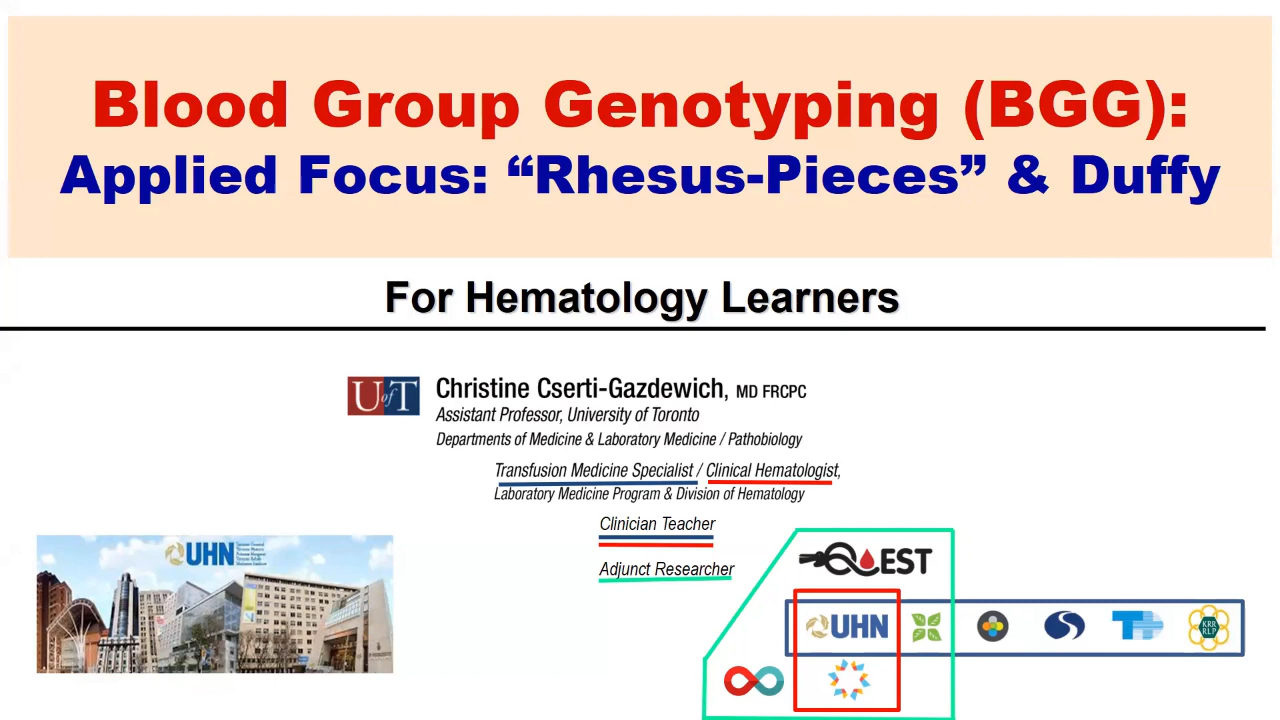 Blood Group Genotyping (BGG):
Applied Focus: “Rhesus-Pieces” & Duffy
For Hematology Learners
UofT
Christine Cserti-Gazdewich, MD FRCPC
Assistant Professor, University of Toronto
Departments of Medicine & Laboratory Medicine / Pathobiology
Transfusion Medicine Specialist / Clinical Hematologist,
Laboratory Medicine Program & Division of Hematology
Clinician Teacher
Adjunct Researcher
UHN
QUEST
UHN
KRR
RLP